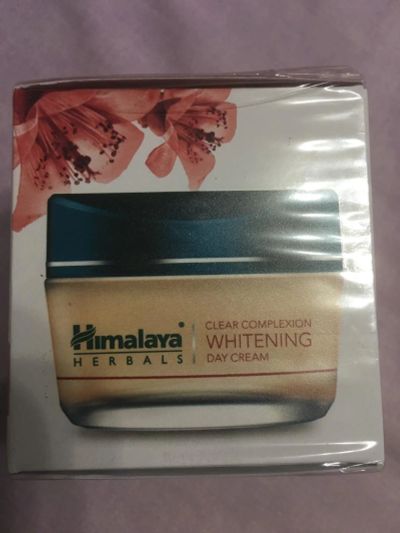 Himalaya
HERBALS
CLEAR COMPLEXION
WHITENING
DAY CREAM